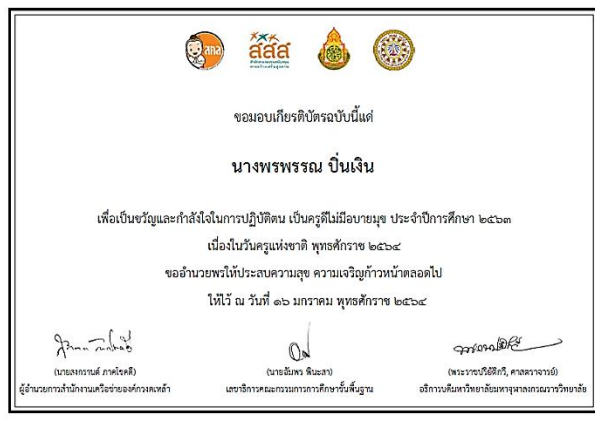 สคล
สสส
ขอมอบเกียรติบัตรฉบับนี้แด่
นางพรพรรณ ปิ่นเงิน
เพื่อเป็นขวัญและกำลังใจในการปฏิบัติตน เป็นครูดีไม่มีอบายมุข ประจำปีการศึกษา ๒๕๖๓
เนื่องในวันครูแห่งชาติ พุทธศักราช ๒๕๖๔
ขออำนวยพรให้ประสบความสุข ความเจริญก้าวหน้าตลอดไป
ให้ไว้ ณ วันที่ ๑๖ มกราคม พุทธศักราช ๒๕๖๔
(นายสงกรานต์ ภาคโชคดี) (นายอัมพร พินะสา) (พระราชปริยัติกวี, ศาสตราจารย์)
ผู้อำนวยการสำนักงานเครือข่ายองค์กรงดเหล้า เลขาธิการคณะกรรมการการศึกษาขั้นพื้นฐาน อธิการบดีมหาวิทยาลัยมหาจุฬาลงกรณราชวิทยาลัย